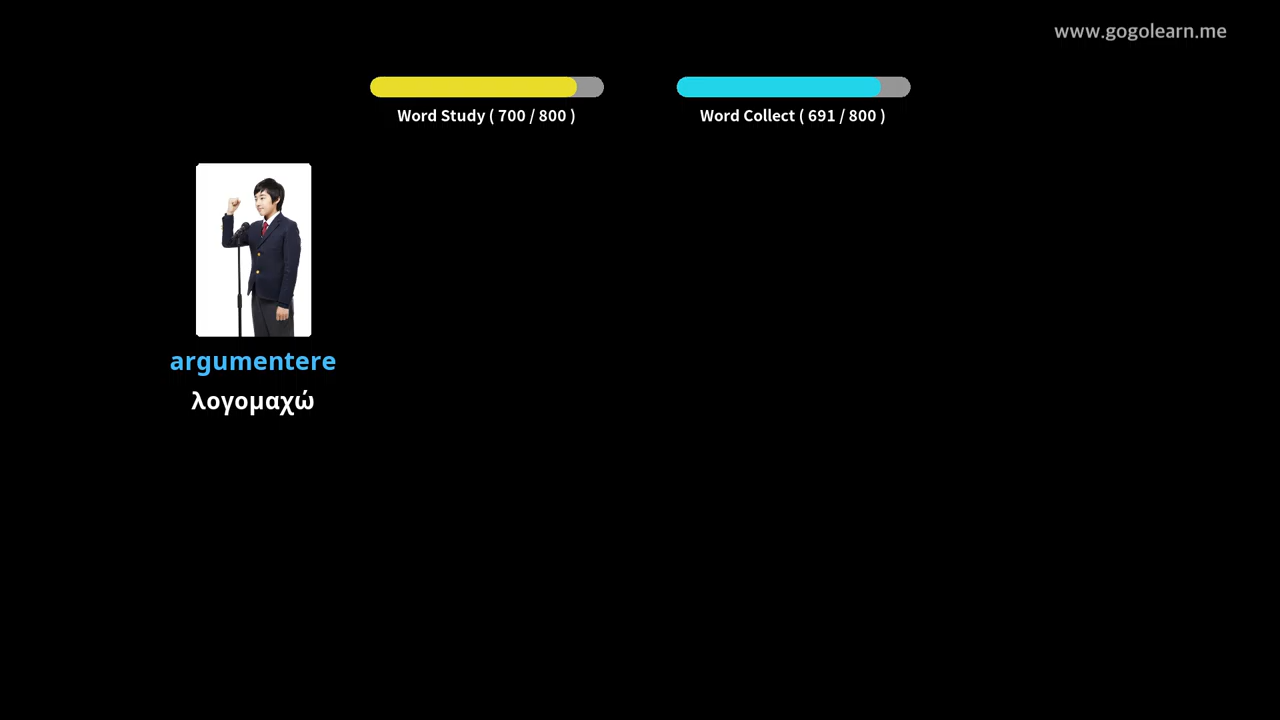 www.gogolearn.me
Word Study ( 700 / 800 )
Word Collect ( 691 / 800 )
argumentere
λογομαχώ